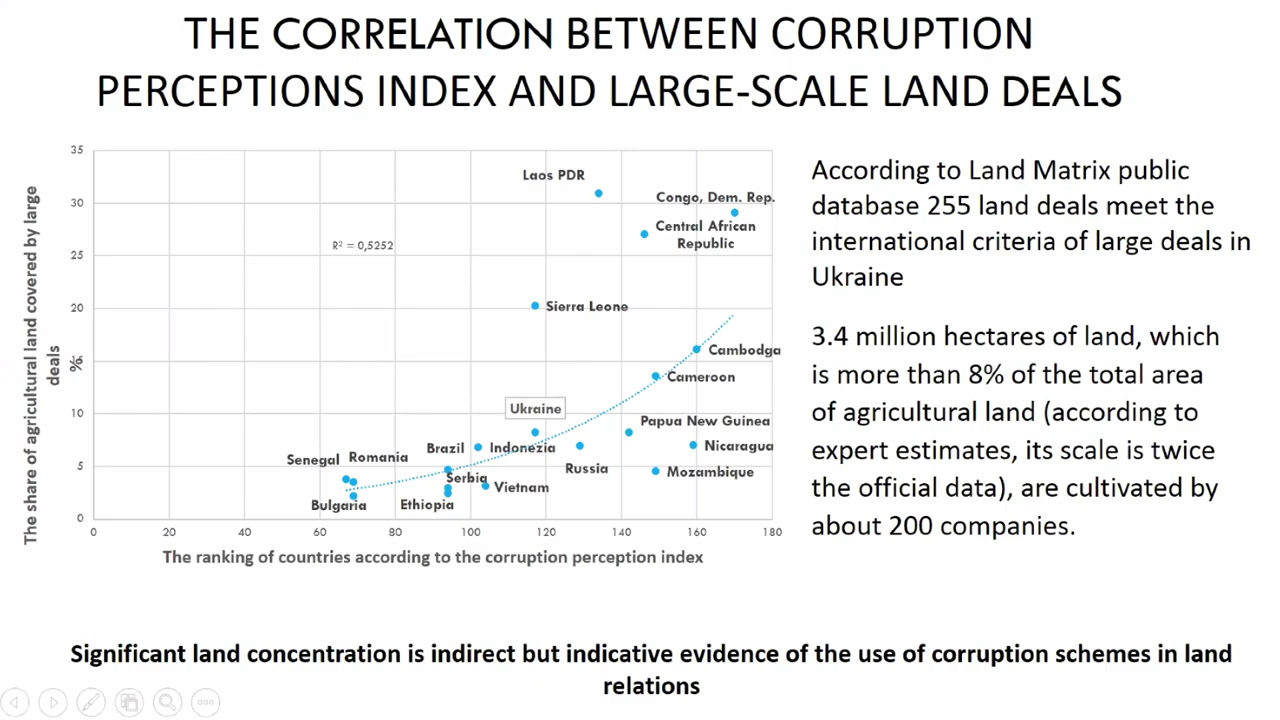 THE CORRELATION BETWEEN CORRUPTION
PERCEPTIONS INDEX AND LARGE-SCALE LAND DEALS
The share of agricultural land covered by large
deals
%
35
30
25
20
15
10
5
0
R² = 0,5252
Laos PDR
Congo, Dem. Rep.
Central African
Republic
Sierra Leone
Cambodga
Cameroon
Ukraine
Papua New Guinea
Brazil
Indonezia
Nicaragua
Senegal
Romania
Russia
Mozambique
Serbia
Vietnam
Bulgaria
Ethiopia
0
20
40
60
80
100
120
140
160
180
The ranking of countries according to the corruption perception index
According to Land Matrix public
database 255 land deals meet the
international criteria of large deals in
Ukraine
3.4 million hectares of land, which
is more than 8% of the total area
of agricultural land (according to
expert estimates, its scale is twice
the official data), are cultivated by
about 200 companies.
Significant land concentration is indirect but indicative evidence of the use of corruption schemes in land
relations